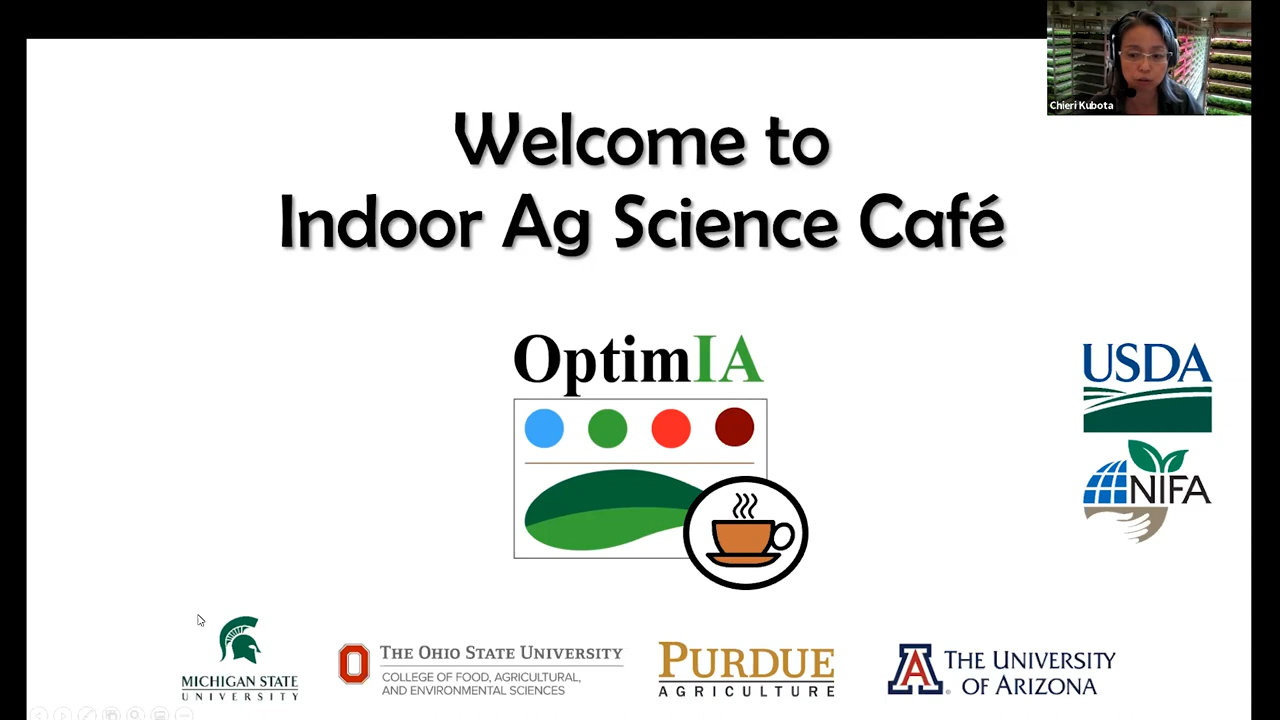 Chieri Kubota
Welcome to
Indoor Ag Science Café
OptimIA
USDA
NIFA
MICHIGAN STATE
UNIVERSITY
THE OHIO STATE UNIVERSITY
COLLEGE OF FOOD, AGRICULTURAL,
AND ENVIRONMENTAL SCIENCES
PURDUE
AGRICULTURE
THE UNIVERSITY
OF ARIZONA